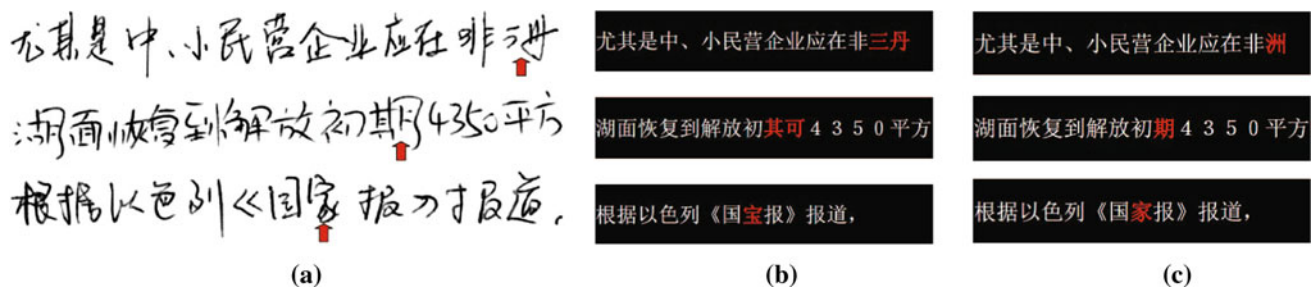 尤其是中、小民营企业应在非洲
湖面恢复到解放初期4350平方
根据以色列《国家报》报道,
(a)
尤其是中、小民营企业应在非三丹
湖面恢复到解放初其可4350平方
根据以色列《国宝报》报道,
(b)
尤其是中、小民营企业应在非洲
湖面恢复到解放初期4350平方
根据以色列《国家报》报道,
(c)